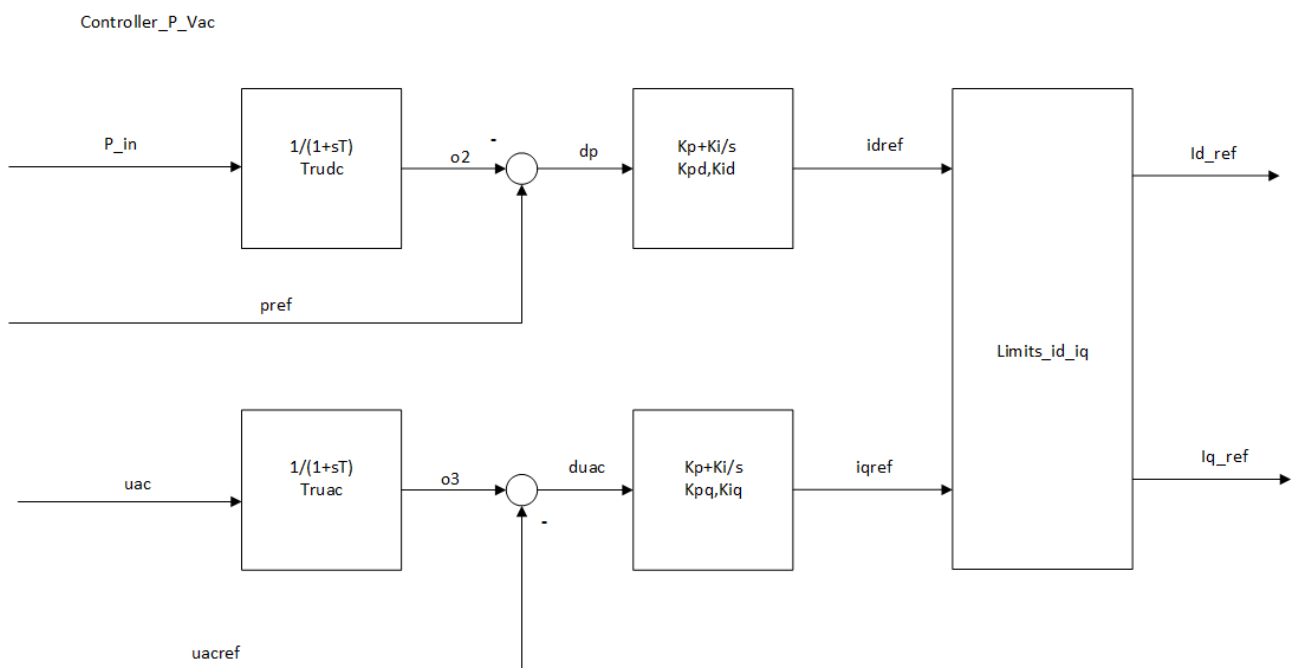 Controller_P_Vac
P_in
1/(1+sT)
Trudc
o2
-
dp
Kp+Ki/s
Kpd,Kid
idref
Id_ref
pref
Limits_id_iq
uac
1/(1+sT)
Truac
o3
-
duac
Kp+Ki/s
Kpq,Kiq
iqref
Iq_ref
uacref